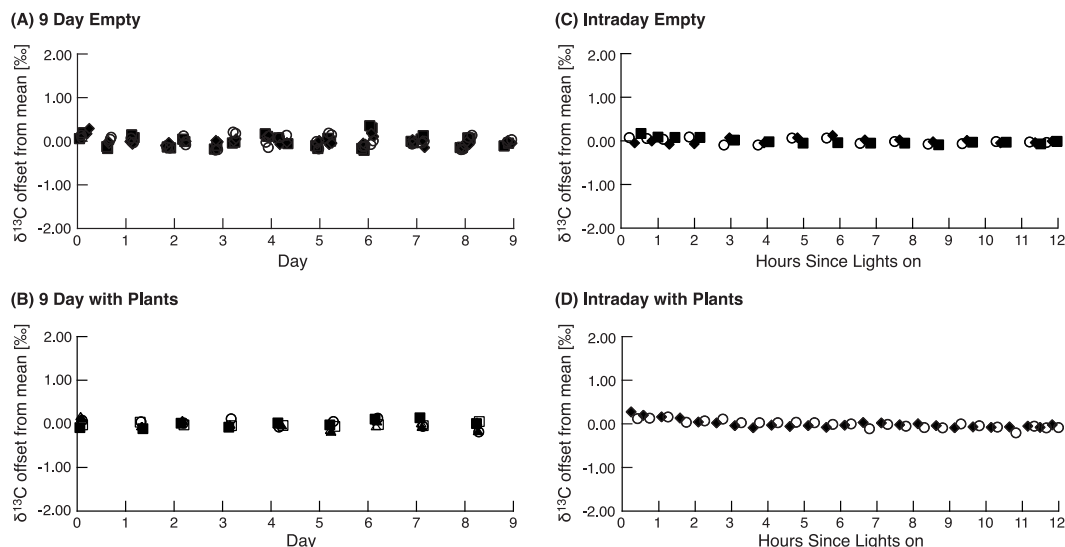 (A) 9 Day Empty
δ13C offset from mean [‰]
2.00
1.00
0.00
-1.00
-2.00
0 1 2 3 4 5 6 7 8 9
Day
(C) Intraday Empty
δ13C offset from mean [‰]
2.00
1.00
0.00
-1.00
-2.00
0 1 2 3 4 5 6 7 8 9 10 11 12
Hours Since Lights on
(B) 9 Day with Plants
δ13C offset from mean [‰]
2.00
1.00
0.00
-1.00
-2.00
0 1 2 3 4 5 6 7 8 9
Day
(D) Intraday with Plants
δ13C offset from mean [‰]
2.00
1.00
0.00
-1.00
-2.00
0 1 2 3 4 5 6 7 8 9 10 11 12
Hours Since Lights on